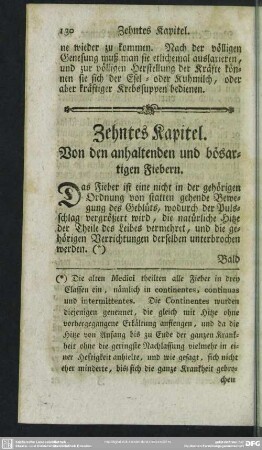 130 Zehntes Kapitel.
ne wieder zu kommen. Nach der völligen
Genesung muß man sie etlichemal auslariren,
und zur völligen Herstellung der Kräfte kön-
nen sie sich der Esel- oder Kuhmilch, oder
aber kräftiger Krebssuppen bedienen.
Zehntes Kapitel.
Von den anhaltenden und bösar-
tigen Fiebern.
Das Fieber ist eine nicht in der gehörigen
Ordnung von statten gehende Bewe-
gung des Geblüts, wodurch der Puls-
schlag vergrößert wird, die natürliche Hitze
der Theile des Leibes vermehret, und die ge-
hörigen Verrichtungen derselben unterbrochen
werden. (*)
Bald
(*) Die alten Medici theilten alle Fieber in drey
Classen ein, nämlich in continentes, continuas
und intermittentes. Die Continentes wurden
diejenigen genennet, die gleich mit Hitze ohne
vorhergegangene Erkältung anfiengen, und da die
Hitze von Anfang bis zu Ende der ganzen Krank-
heit ohne die geringste Nachlassung vielmehr in ei-
ner Heftigkeit anhielte, und wie gesagt, sich nicht
eher minderte, bis sich die ganze Krankheit gebro-
chen